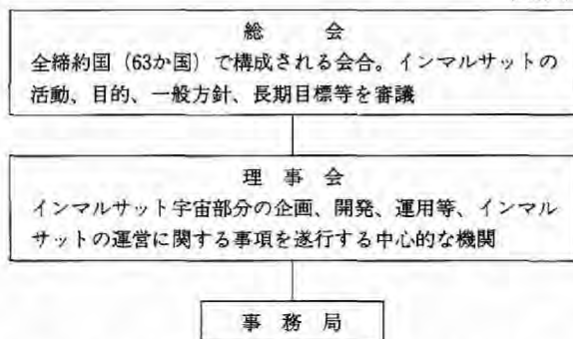 総　会
全締約国（63か国）で構成される会合。インマルサットの
活動、目的、一般方針、長期目標等を審議
理　事　会
インマルサット宇宙部分の企画、開発、運用等、インマル
サットの運営に関する事項を遂行する中心的な機関
事　務　局